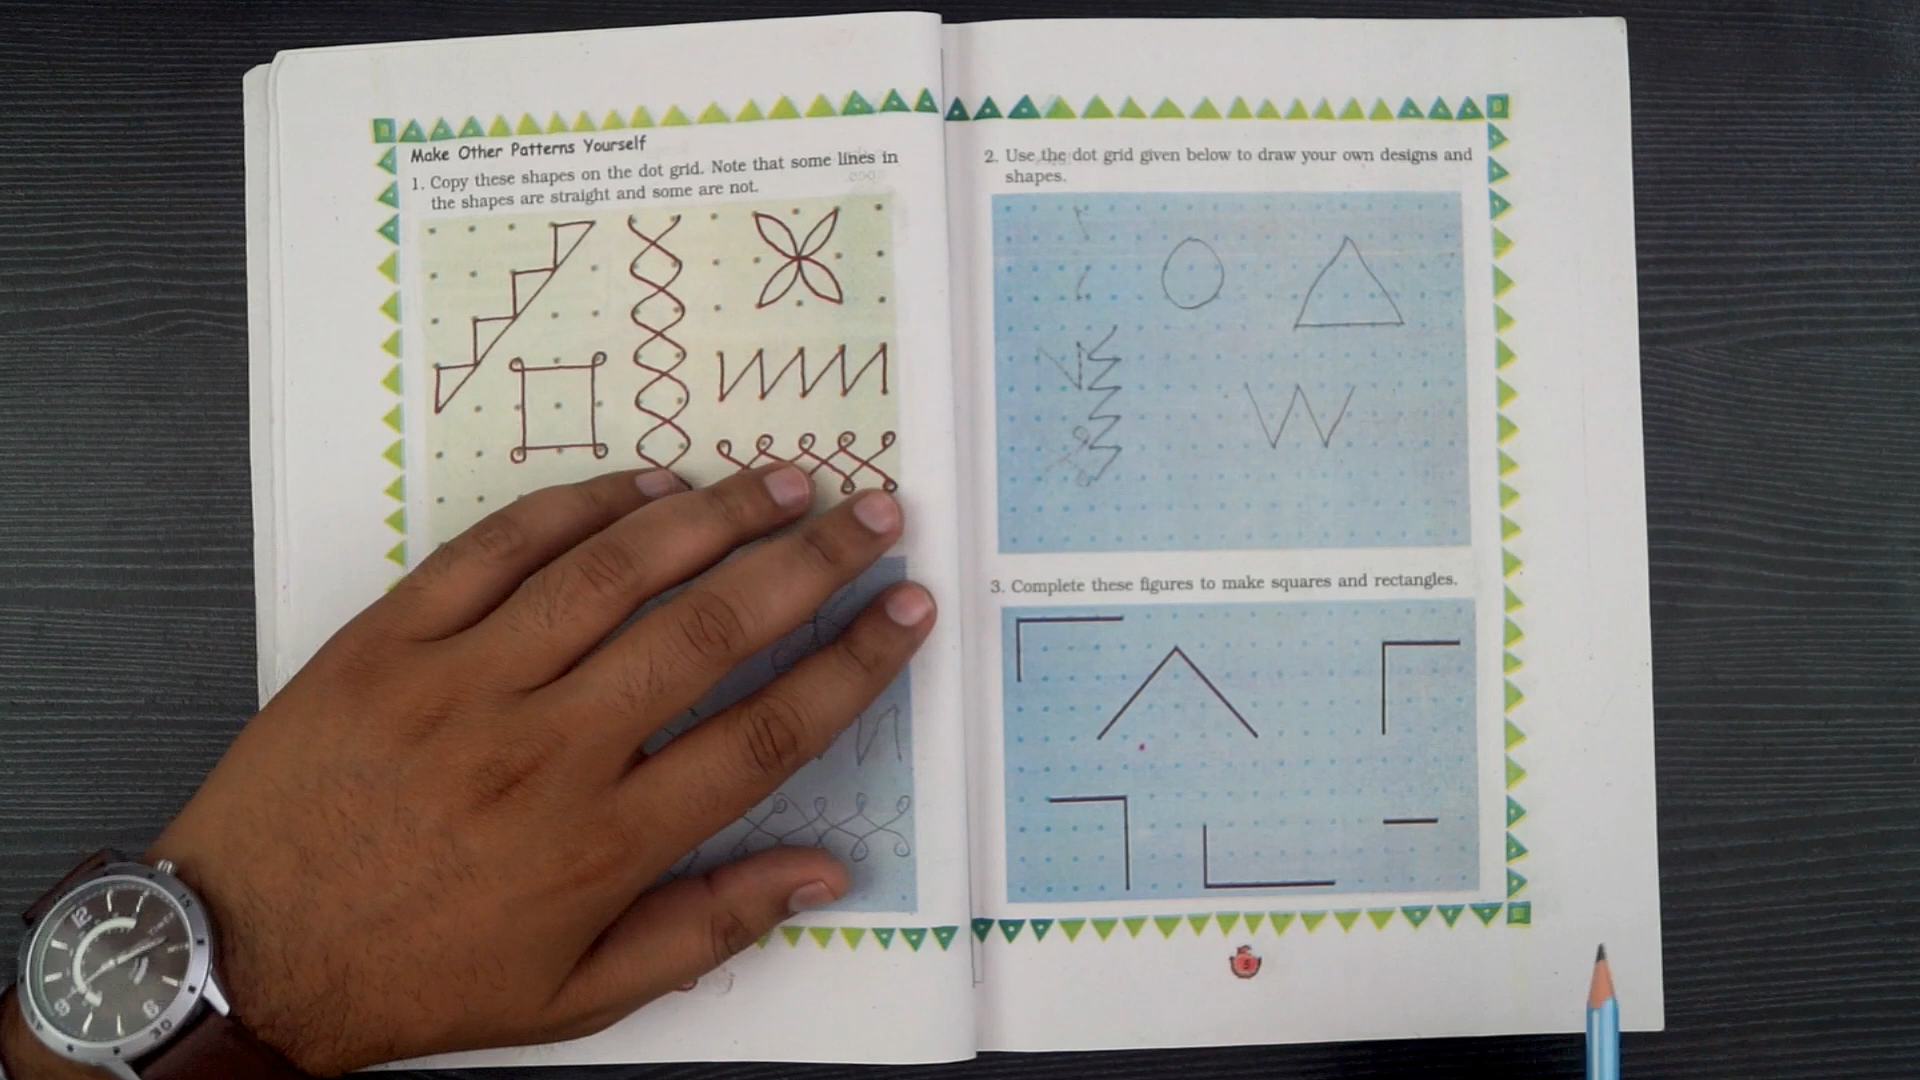 Make Other Patterns Yourself
1. Copy these shapes on the dot grid. Note that some lines in
the shapes are straight and some are not.
2. Use the dot grid given below to draw your own designs and
shapes.
3. Complete these figures to make squares and rectangles.
5